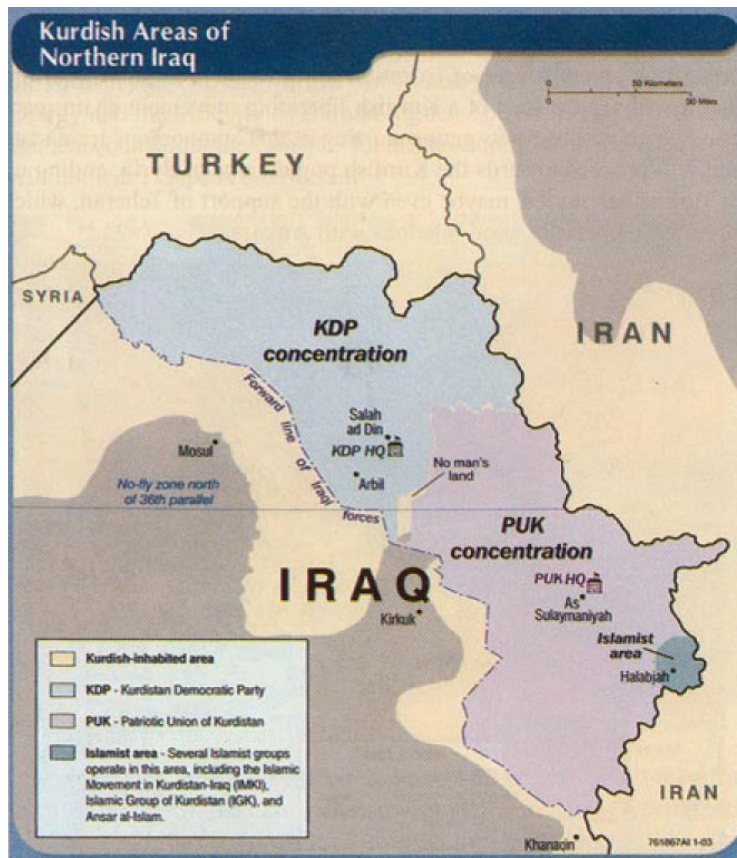 Kurdish Areas of
Northern Iraq
0
50 Kilometers
0
50 Miles
TURKEY
SYRIA
IRAN
KDP
concentration
Forward line of Iraqi forces
Salah
ad Din
KDP HQ
Mosul
Arbil
No man's
land
No-fly zone north
of 36th parallel
PUK
concentration
IRAQ
PUK HQ
As
Sulaymaniyah
Kirkuk
Islamist
area
Halabjah
Kurdish-inhabited area
KDP - Kurdistan Democratic Party
PUK - Patriotic Union of Kurdistan
Islamist area - Several Islamist groups
operate in this area, including the Islamic
Movement in Kurdistan-Iraq (IMKI),
Islamic Group of Kurdistan (IGK), and
Ansar al-Islam.
IRAN
Khanaqin
761867AI 1-03